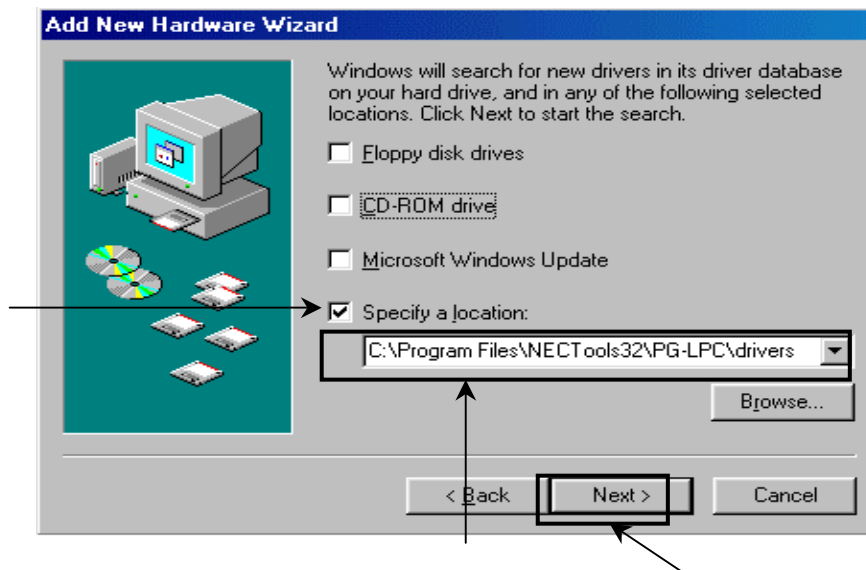 Add New Hardware Wizard
Windows will search for new drivers in its driver database
on your hard drive, and in any of the following selected
locations. Click Next to start the search.
Floppy disk drives
CD-ROM drive
Microsoft Windows Update
Specify a location:
C:\Program Files\NECTools32\PG-LPC\drivers
Browse...
< Back
Next >
Cancel